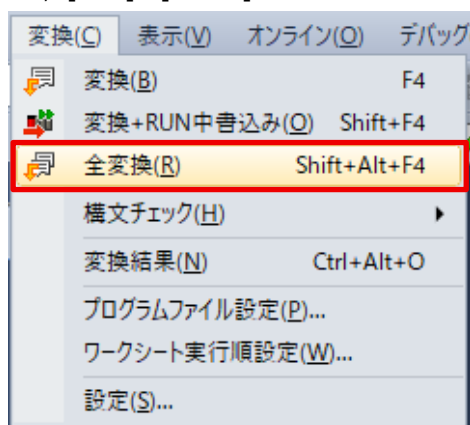 変換(C) 表示(V) オンライン(O) デバッグ
変換(B) F4
変換+RUN中書込み(O) Shift+F4
全変換(R) Shift+Alt+F4
構文チェック(H)
変換結果(N) Ctrl+Alt+O
プログラムファイル設定(P)...
ワークシート実行順設定(W)...
設定(S)...